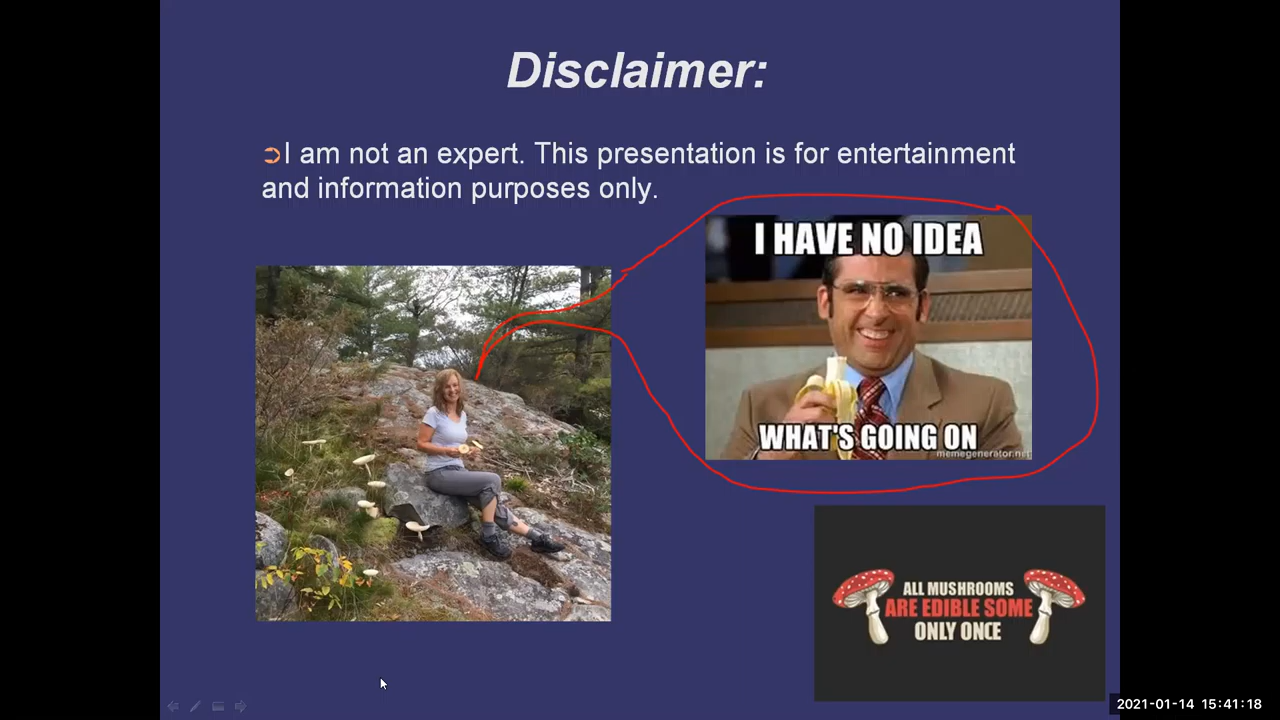 Disclaimer:
➲I am not an expert. This presentation is for entertainment
and information purposes only.
I HAVE NO IDEA
WHAT'S GOING ON
memegenerator.net
ALL MUSHROOMS
ARE EDIBLE SOME
ONLY ONCE
2021-01-14 15:41:18